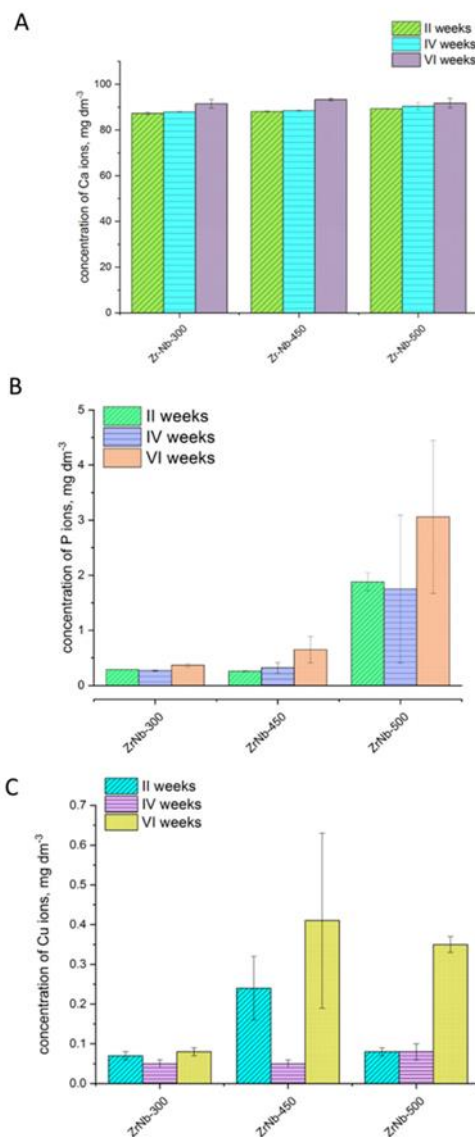 A
II weeks
IV weeks
VI weeks
concentration of Ca ions, mg dm-3
100
80
60
40
20
0
Zr-Nb-300
Zr-Nb-450
Zr-Nb-500
B
II weeks
IV weeks
VI weeks
concentration of P ions, mg dm-3
5
4
3
2
1
0
ZrNb-300
ZrNb-450
ZrNb-500
C
II weeks
IV weeks
VI weeks
concentration of Cu ions, mg dm-3
0.7
0.6
0.5
0.4
0.3
0.2
0.1
0.0
ZrNb-300
ZrNb-450
ZrNb-500